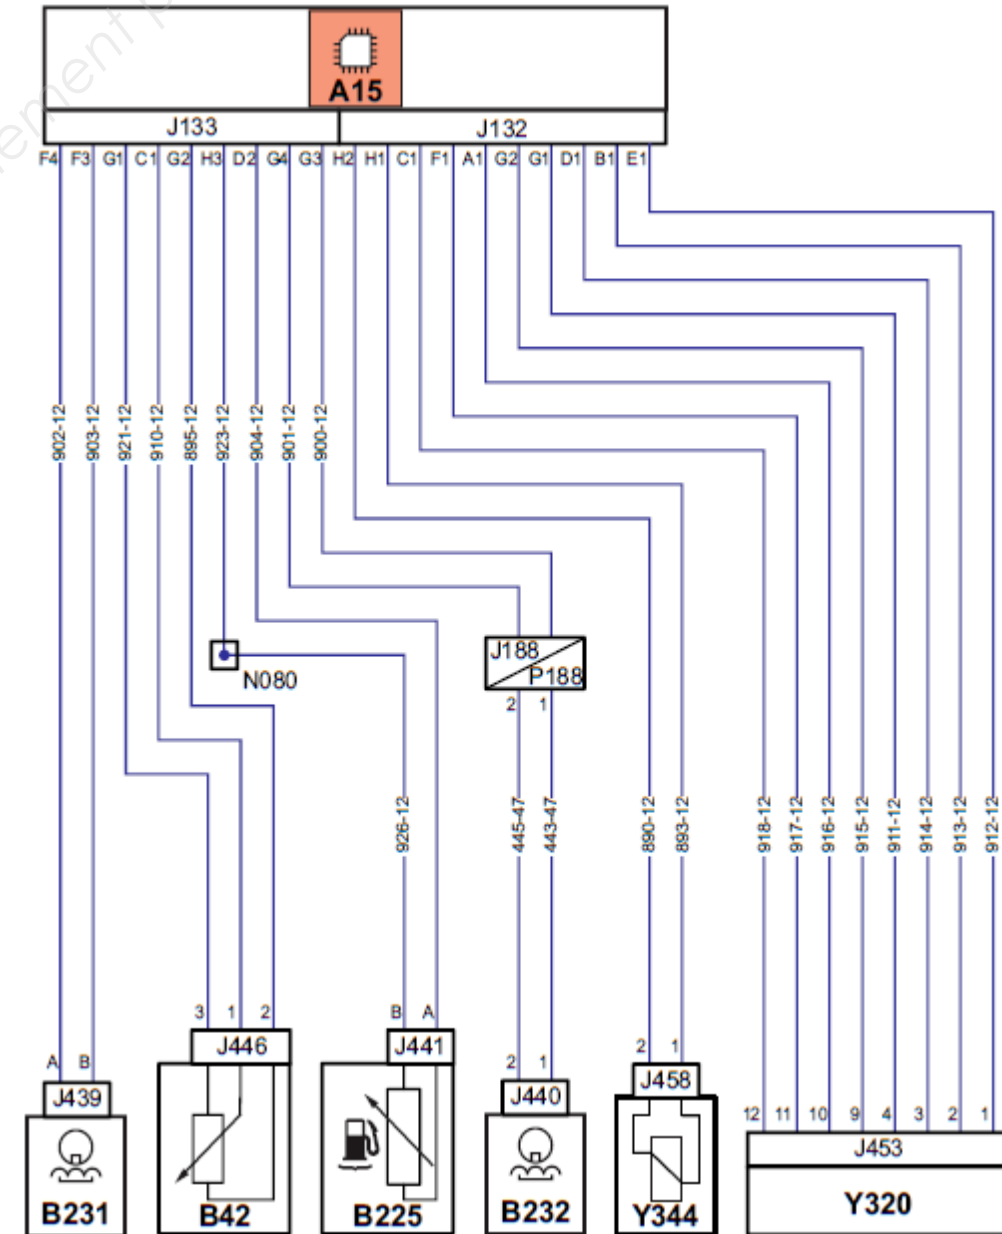 ement p
A15
J133 J132
F4 F3 G1 C1 G2 H3 D2 G4 G3 H2 H1 C1 F1 A1 G2 G1 D1 B1 E1
902-12 903-12 921-12 910-12 895-12 923-12 904-12 901-12 900-12
N080
J188
P188
2 1
926-12 445-47 443-47 890-12 893-12 918-12 917-12 916-12 915-12 911-12 914-12 913-12 912-12
3 1 2 B A
J446 J441
A B 2 1 2 1
J439 J440 J458
12 11 10 9 4 3 2 1
J453
B231 B42 B225 B232 Y344 Y320